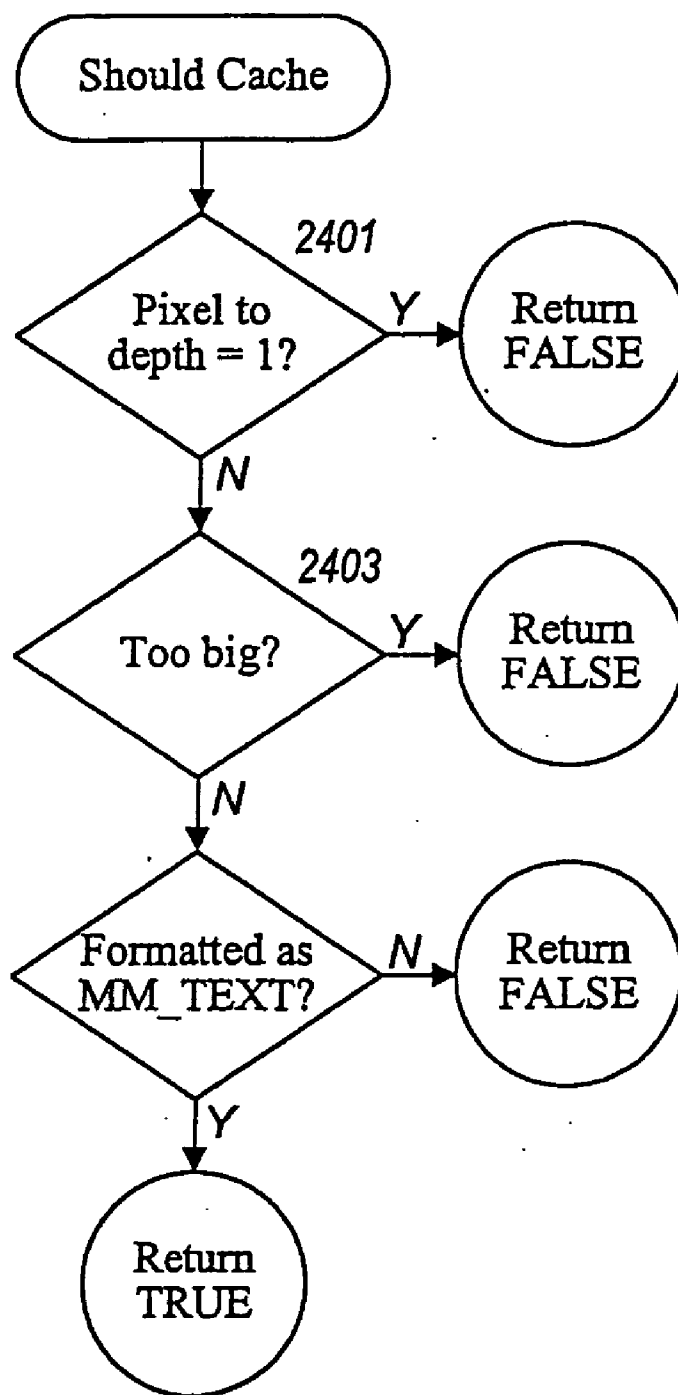 Should Cache
2401
Pixel to
depth = 1?
Y
Return
FALSE
N
2403
Too big?
Y
Return
FALSE
N
Formatted as
MM_TEXT?
N
Return
FALSE
Y
Return
TRUE